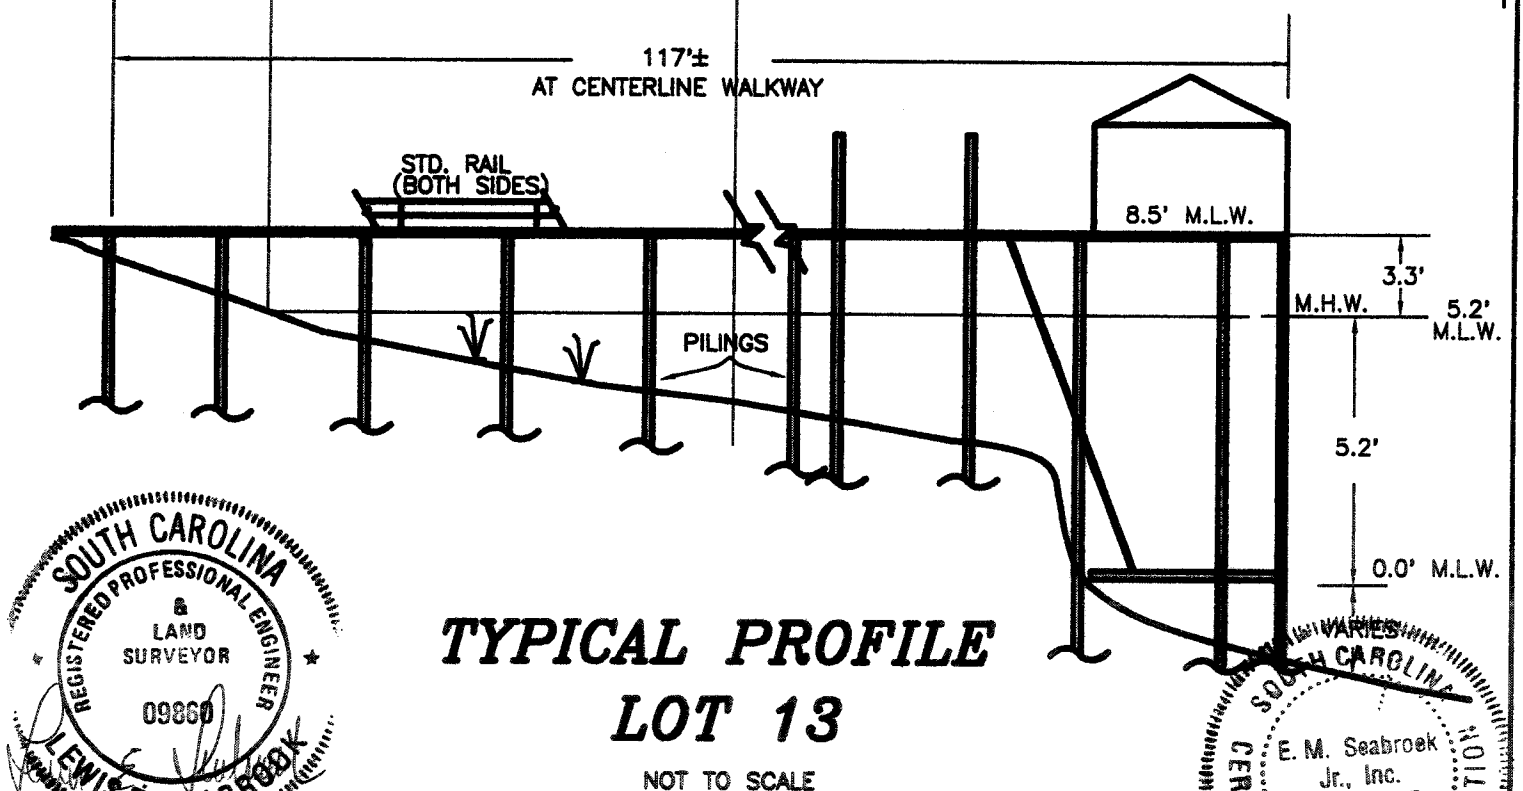 117'±
AT CENTERLINE WALKWAY
STD. RAIL
(BOTH SIDES)
8.5' M.L.W.
3.3'
M.H.W.
5.2'
M.L.W.
PILINGS
5.2'
0.0' M.L.W.
VARIES
TYPICAL PROFILE
LOT 13
NOT TO SCALE
SOUTH CAROLINA
REGISTERED PROFESSIONAL ENGINEER
&
LAND
SURVEYOR
09860
LEWIS
SOUTH CAROLINA
E. M. Seabrook
Jr., Inc.